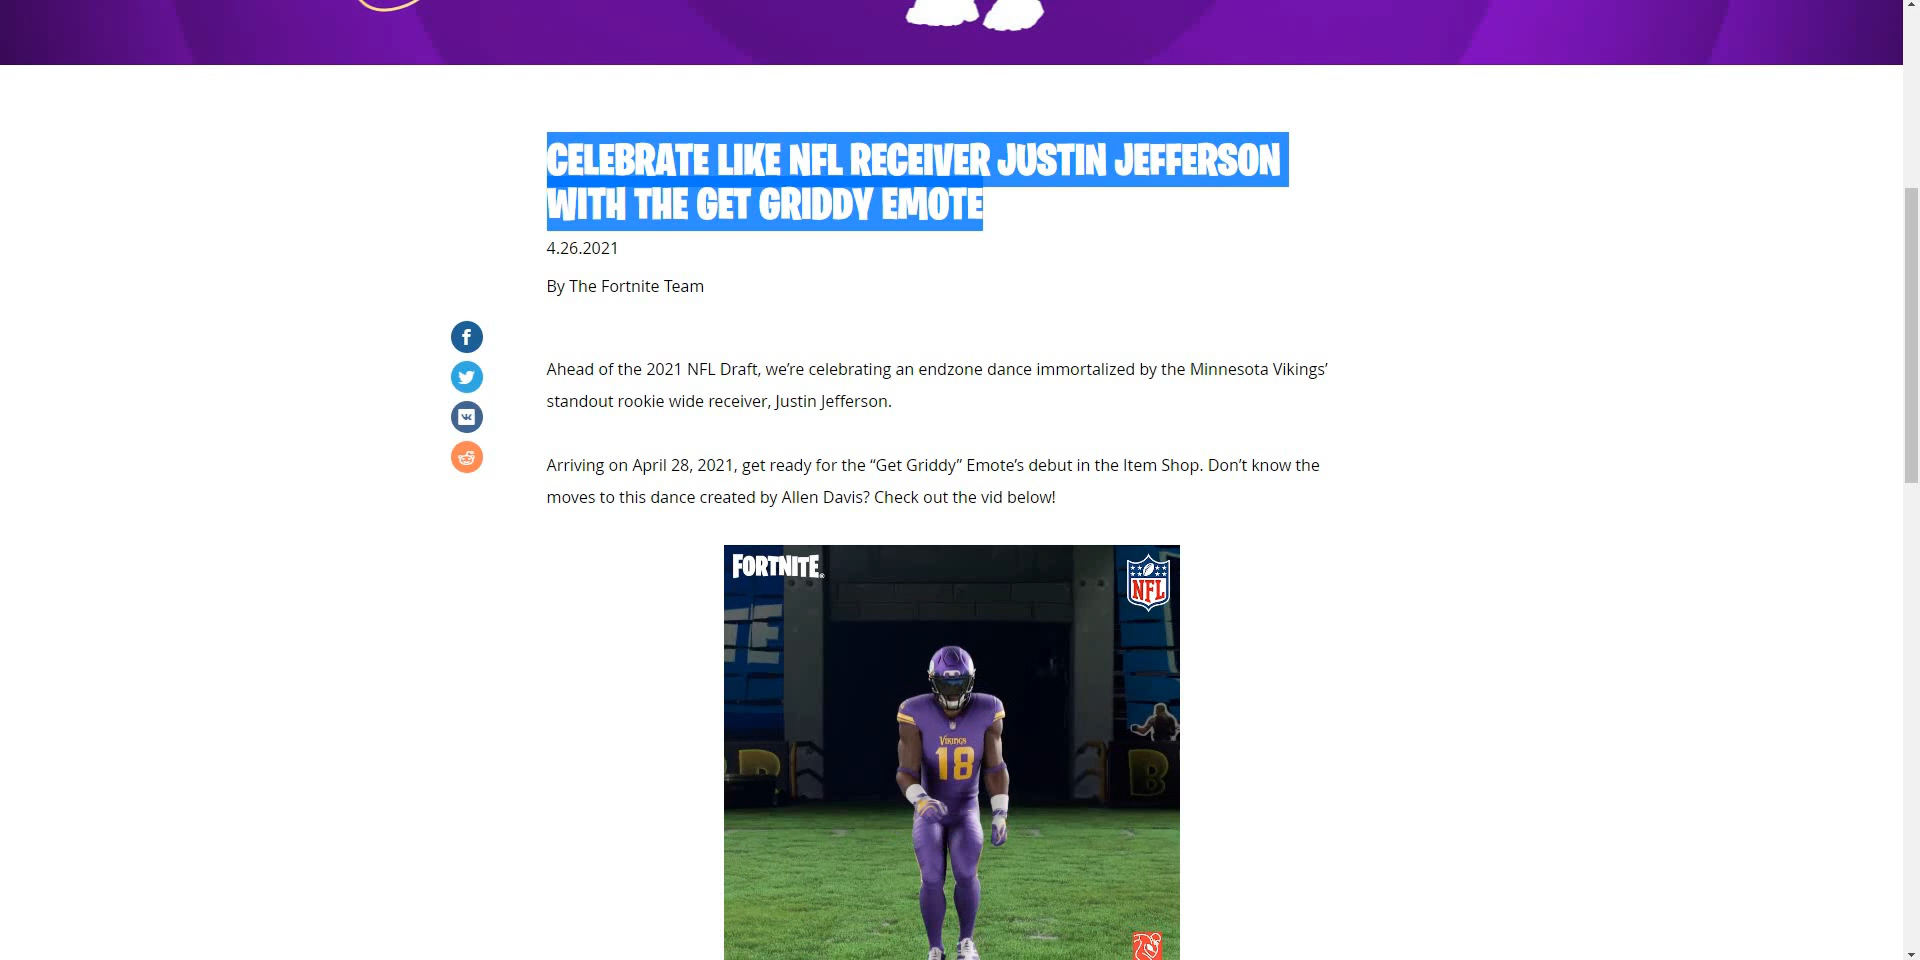 CELEBRATE LIKE NFL RECEIVER JUSTIN JEFFERSON
WITH THE GET GRIDDY EMOTE
4.26.2021
By The Fortnite Team
Ahead of the 2021 NFL Draft, we’re celebrating an endzone dance immortalized by the Minnesota Vikings’
standout rookie wide receiver, Justin Jefferson.
Arriving on April 28, 2021, get ready for the “Get Griddy” Emote’s debut in the Item Shop. Don’t know the
moves to this dance created by Allen Davis? Check out the vid below!
FORTNITE
NFL
VIKINGS
18
B